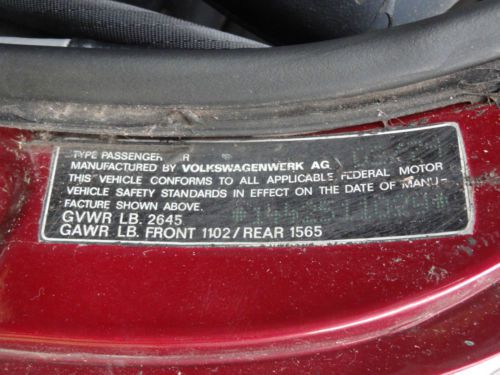 TYPE PASSENGER
MANUFACTURED BY VOLKSWAGENWERK AG
THIS VEHICLE CONFORMS TO ALL APPLICABLE FEDERAL MOTOR
VEHICLE SAFETY STANDARDS IN EFFECT ON THE DATE OF MANU-
FACTURE SHOWN ABOVE.
GVWR LB. 2645
GAWR LB. FRONT 1102/REAR 1565